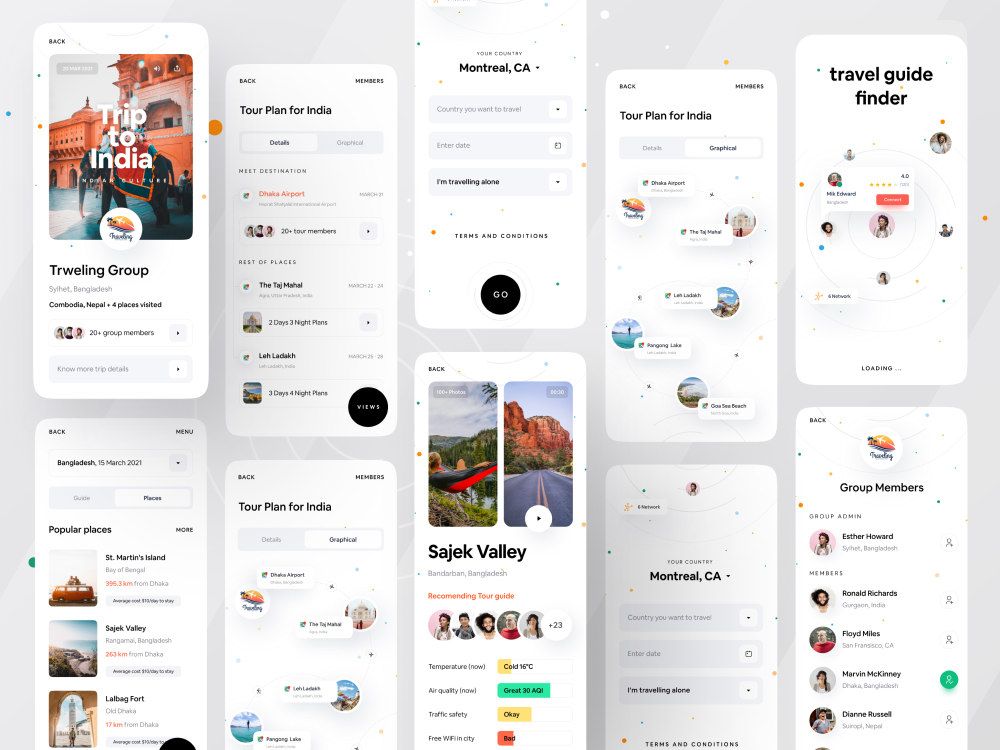 BACK
20 MAR 2021
Trip
to
India
INDIAN CULTURE
Traveling
Trweling Group
Sylhet, Bangladesh
Combodia, Nepal + 4 places visited
20+ group members
Know more trip details
BACK
MENU
Bangladesh, 15 March 2021
Guide
Places
Popular places
MORE
St. Martin's Island
Bay of Bengal
395.3 km from Dhaka
Average cost $10/day to stay
Sajek Valley
Rangamai, Bangladesh
263 km from Dhaka
Average cost $10/day to stay
Lalbag Fort
Old Dhaka
17 km from Dhaka
Average cost $10/day to stay
BACK
MEMBERS
Tour Plan for India
Details
Graphical
MEET DESTINATION
Dhaka Airport
MARCH 21
Hazrat Shahjalal International Airport
20+ tour members
REST OF PLACES
The Taj Mahal
MARCH 22 - 24
Agra, Uttar Pradesh, India
2 Days 3 Night Plans
Leh Ladakh
MARCH 25 - 28
Leh Ladakh, India
3 Days 4 Night Plans
VIEWS
BACK
MEMBERS
Tour Plan for India
Details
Graphical
Dhaka Airport
Dhaka, Bangladesh
Traveling
The Taj Mahal
Agra, India
Leh Ladakh
Leh Ladakh, India
Pangong Lake
YOUR COUNTRY
Montreal, CA
Country you want to travel
Enter date
I'm travelling alone
TERMS AND CONDITIONS
GO
BACK
100+ Photos
00:30
Sajek Valley
Bandarban, Bangladesh
Recomending Tour guide
+23
Temperature (now)
Cold 16°C
Air quality (now)
Great 30 AQI
Traffic safety
Okay
Free WiFi in city
Bad
BACK
MEMBERS
Tour Plan for India
Details
Graphical
Dhaka Airport
Dhaka, Bangladesh
Traveling
The Taj Mahal
Agra, India
Leh Ladakh
Leh Ladakh, India
Pangong Lake
Leh Ladakh, India
Goa Sea Beach
6 Network
YOUR COUNTRY
Montreal, CA
Country you want to travel
Enter date
I'm travelling alone
TERMS AND CONDITIONS
travel guide
finder
4.0
Mik Edward
Bangladesh
Connect
6 Network
LOADING ...
BACK
Traveling
Group Members
GROUP ADMIN
Esther Howard
Sylhet, Bangladesh
MEMBERS
Ronald Richards
Gurgaon, India
Floyd Miles
San Fransisco, CA
Marvin McKinney
Dhaka, Bangladesh
Dianne Russell
Suropi, Nepal